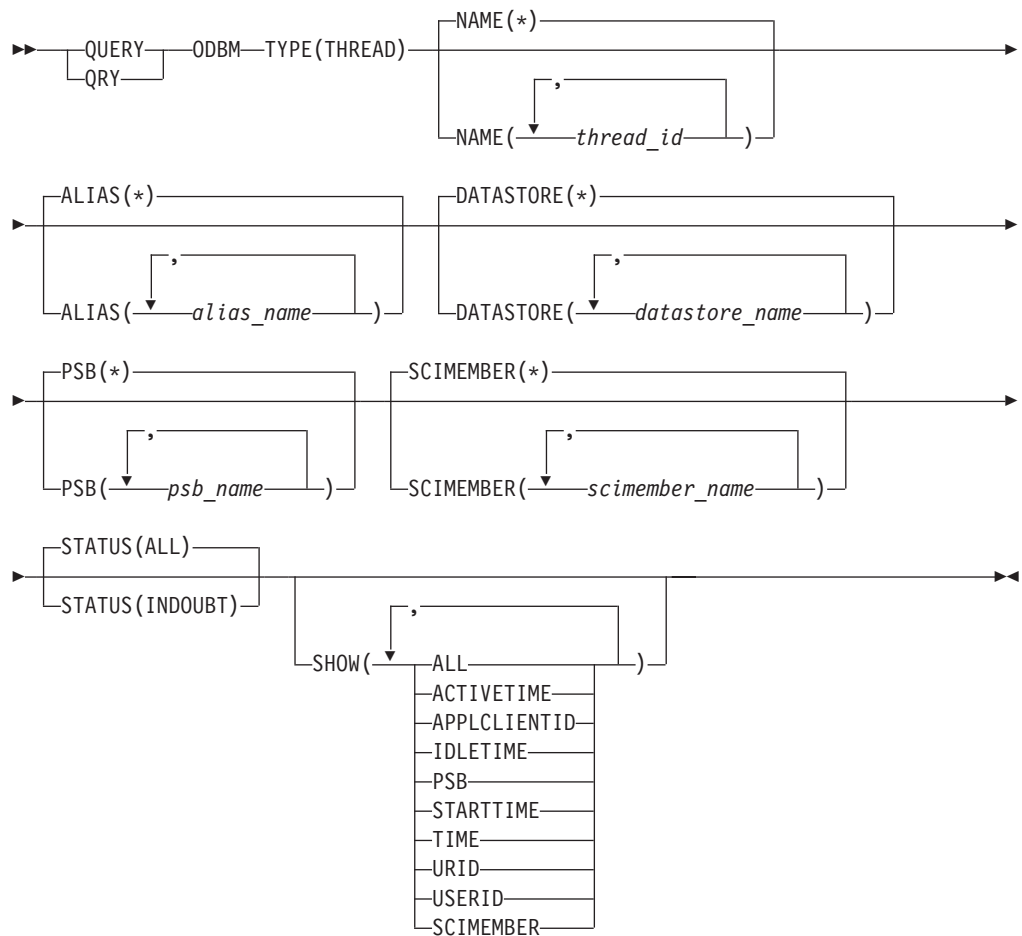 NAME(*)
QUERY ODBM TYPE(THREAD)
QRY
,
NAME( thread_id )
ALIAS(*) DATASTORE(*)
, ,
ALIAS( alias_name ) DATASTORE( datastore_name )
PSB(*) SCIMEMBER(*)
, ,
PSB( psb_name ) SCIMEMBER( scimember_name )
STATUS(ALL)
STATUS(INDOUBT)
,
SHOW( ALL )
ACTIVETIME
APPLCLIENTID
IDLETIME
PSB
STARTTIME
TIME
URID
USERID
SCIMEMBER